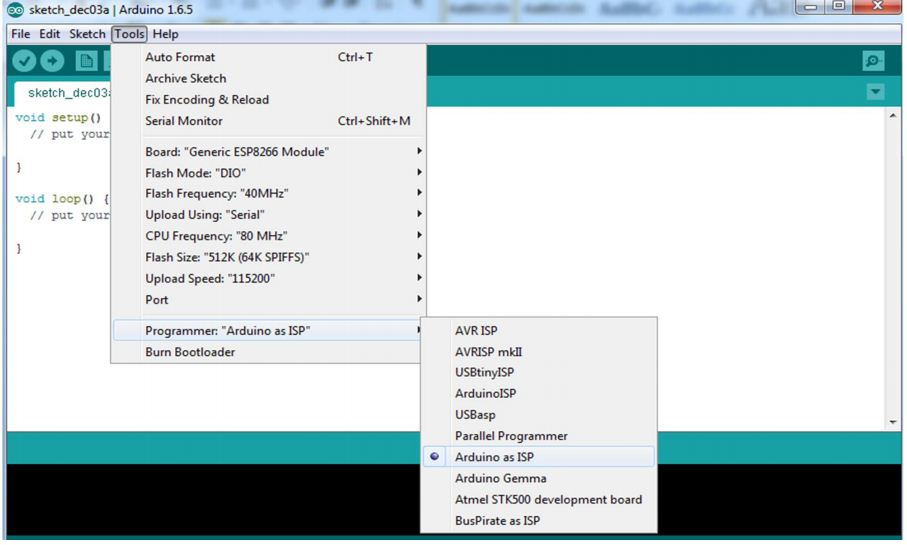 sketch_dec03a | Arduino 1.6.5
File Edit Sketch Tools Help
sketch_dec03a
void setup()
// put your
}
void loop() {
// put your
}
Auto Format Ctrl+T
Archive Sketch
Fix Encoding & Reload
Serial Monitor Ctrl+Shift+M
Board: "Generic ESP8266 Module"
Flash Mode: "DIO"
Flash Frequency: "40MHz"
Upload Using: "Serial"
CPU Frequency: "80 MHz"
Flash Size: "512K (64K SPIFFS)"
Upload Speed: "115200"
Port
Programmer: "Arduino as ISP"
Burn Bootloader
AVR ISP
AVRISP mkII
USBtinyISP
ArduinoISP
USBasp
Parallel Programmer
Arduino as ISP
Arduino Gemma
Atmel STK500 development board
BusPirate as ISP